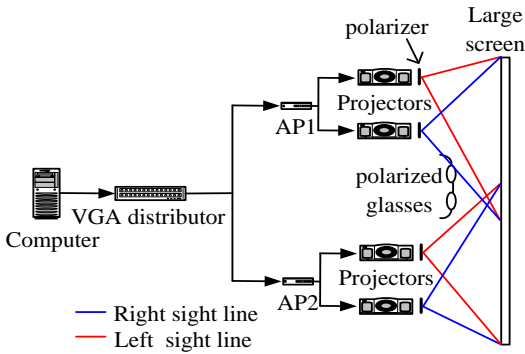 Large
screen
polarizer
Projectors
AP1
polarized
glasses
VGA distributor
Computer
Projectors
AP2
Right sight line
Left sight line